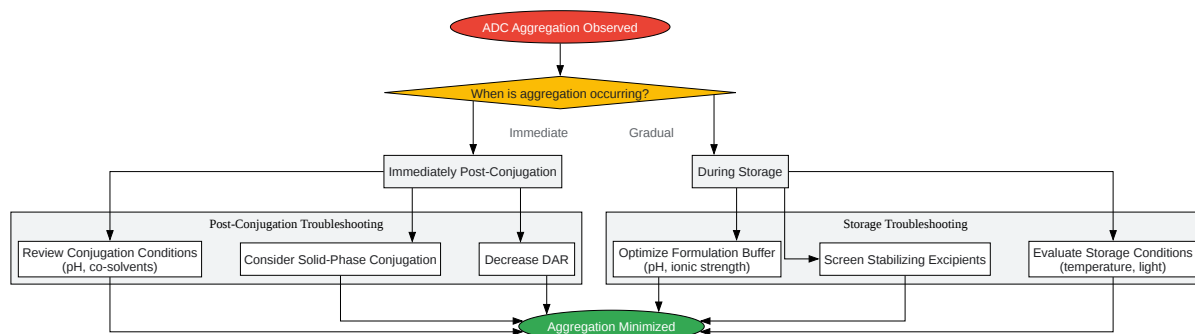 ADC Aggregation Observed
When is aggregation occurring?
Immediate
Gradual
Immediately Post-Conjugation
During Storage
Post-Conjugation Troubleshooting
Storage Troubleshooting
Review Conjugation Conditions
(pH, co-solvents)
Consider Solid-Phase Conjugation
Decrease DAR
Optimize Formulation Buffer
(pH, ionic strength)
Screen Stabilizing Excipients
Evaluate Storage Conditions
(temperature, light)
Aggregation Minimized